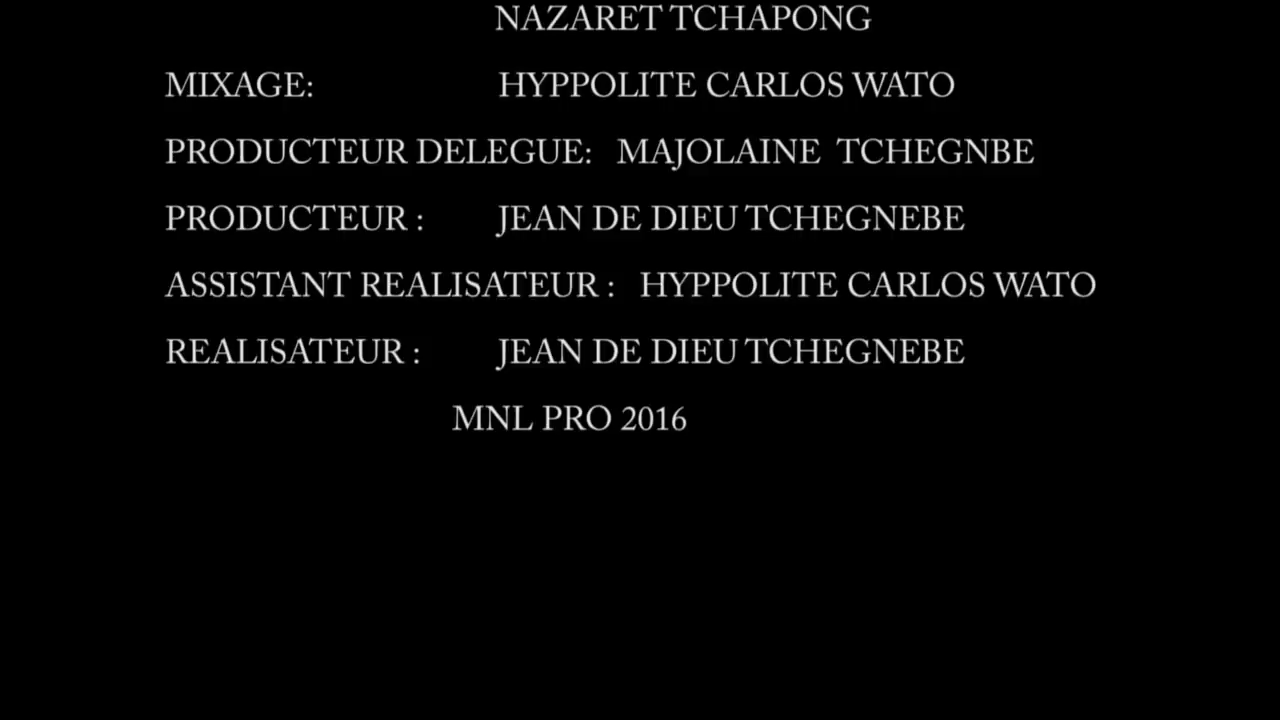 NAZARET TCHAPONG
MIXAGE: HYPPOLITE CARLOS WATO
PRODUCTEUR DELEGUE: MAJOLAINE TCHEGNBE
PRODUCTEUR : JEAN DE DIEU TCHEGNEBE
ASSISTANT REALISATEUR : HYPPOLITE CARLOS WATO
REALISATEUR : JEAN DE DIEU TCHEGNEBE
MNL PRO 2016